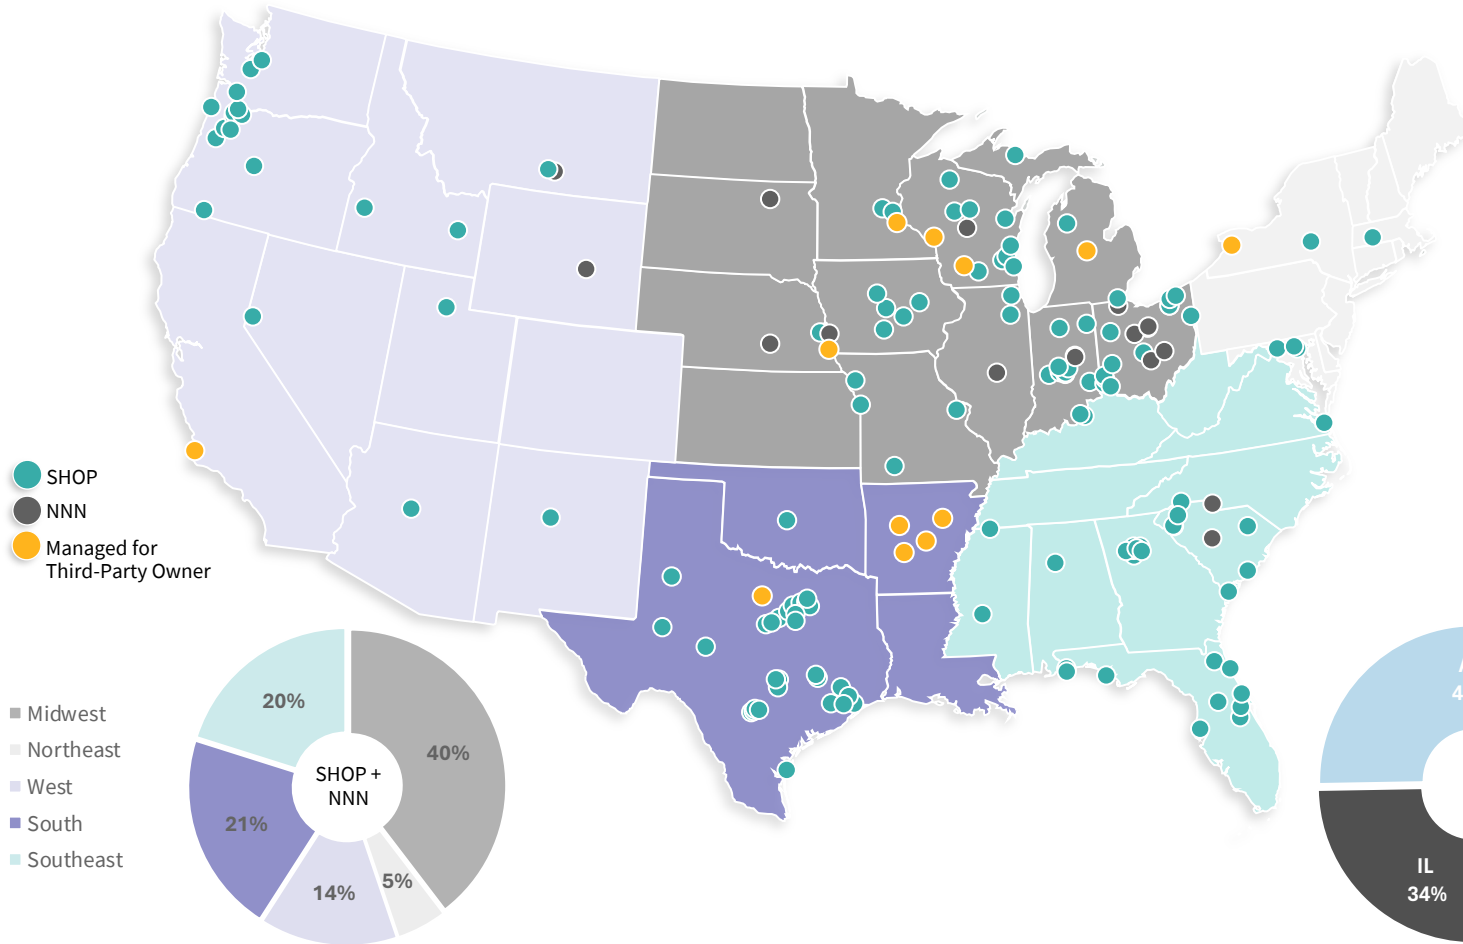 SHOP
NNN
Managed for
Third-Party Owner
Midwest
Northeast
West
South
Southeast
20%
40%
SHOP +
NNN
21%
14%
5%
IL
34%